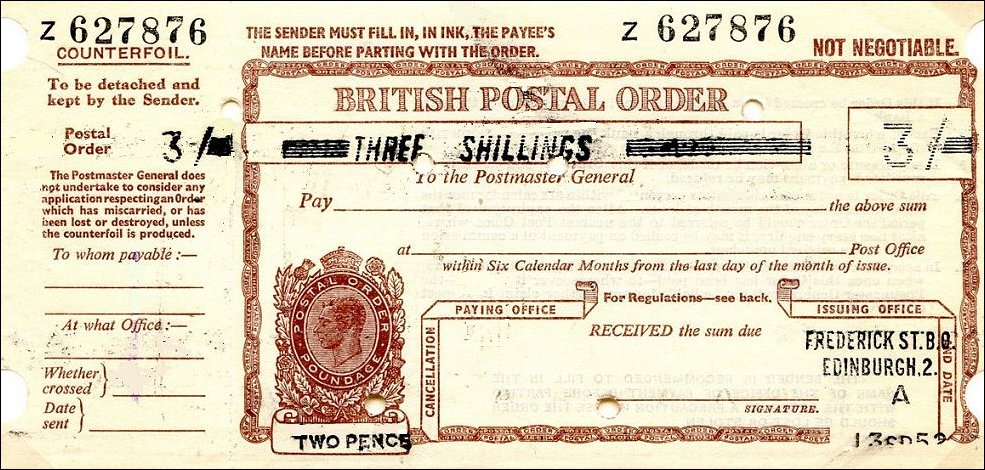 Z 627876
COUNTERFOIL.
To be detached and
kept by the Sender.
Postal
Order
3/-
The Postmaster General does
not undertake to consider any
application respecting an Order
which has miscarried, or has
been lost or destroyed, unless
the counterfoil is produced.
To whom payable :—
At what Office :—
Whether
crossed
Date
sent
THE SENDER MUST FILL IN, IN INK, THE PAYEE'S
NAME BEFORE PARTING WITH THE ORDER.
Z 627876
NOT NEGOTIABLE.
BRITISH POSTAL ORDER
THREE SHILLINGS
3/-
To the Postmaster General
Pay the above sum
at Post Office
within Six Calendar Months from the last day of the month of issue.
For Regulations—see back.
POSTAL ORDER
POUNDAGE
TWO PENCE
PAYING OFFICE
CANCELLATION
RECEIVED the sum due
SIGNATURE.
ISSUING OFFICE
AND DATE
FREDERICK ST. B.O.
EDINBURGH.2.
A